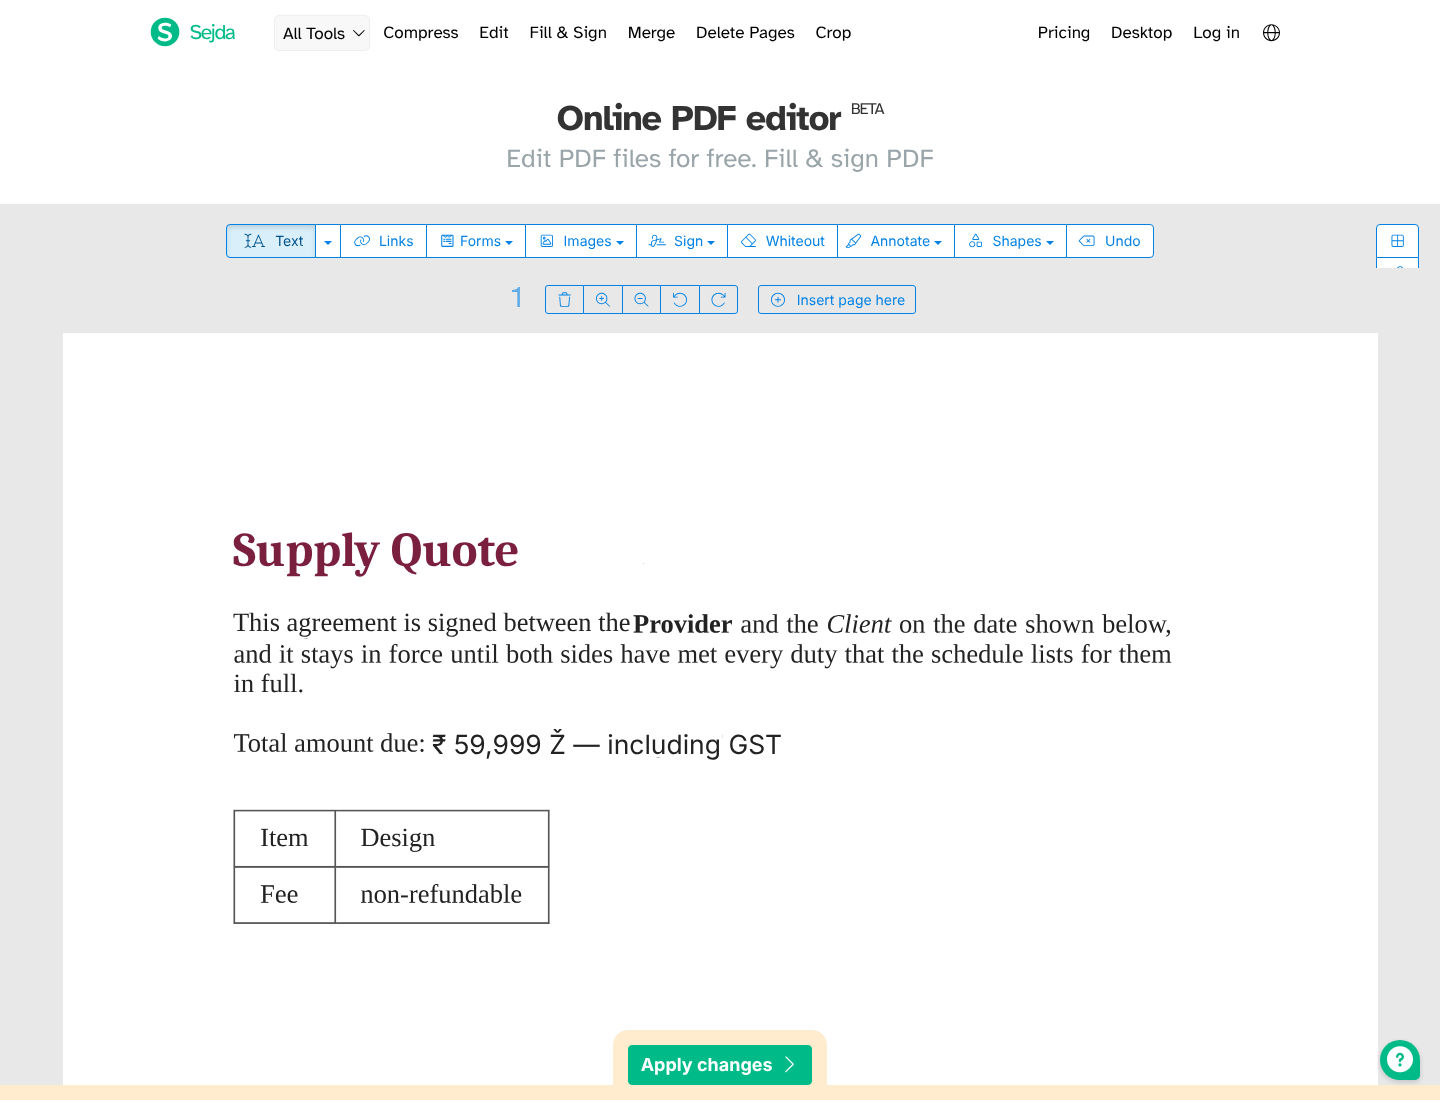 Sejda
All Tools Compress Edit Fill & Sign Merge Delete Pages Crop Pricing Desktop Log in
Online PDF editor BETA
Edit PDF files for free. Fill & sign PDF
Text Links Forms Images Sign Whiteout Annotate Shapes Undo
1 Insert page here
Supply Quote
This agreement is signed between the Provider and the Client on the date shown below,
and it stays in force until both sides have met every duty that the schedule lists for them
in full.
Total amount due: ₹ 59,999 Ž — including GST
Item Design
Fee non-refundable
Apply changes